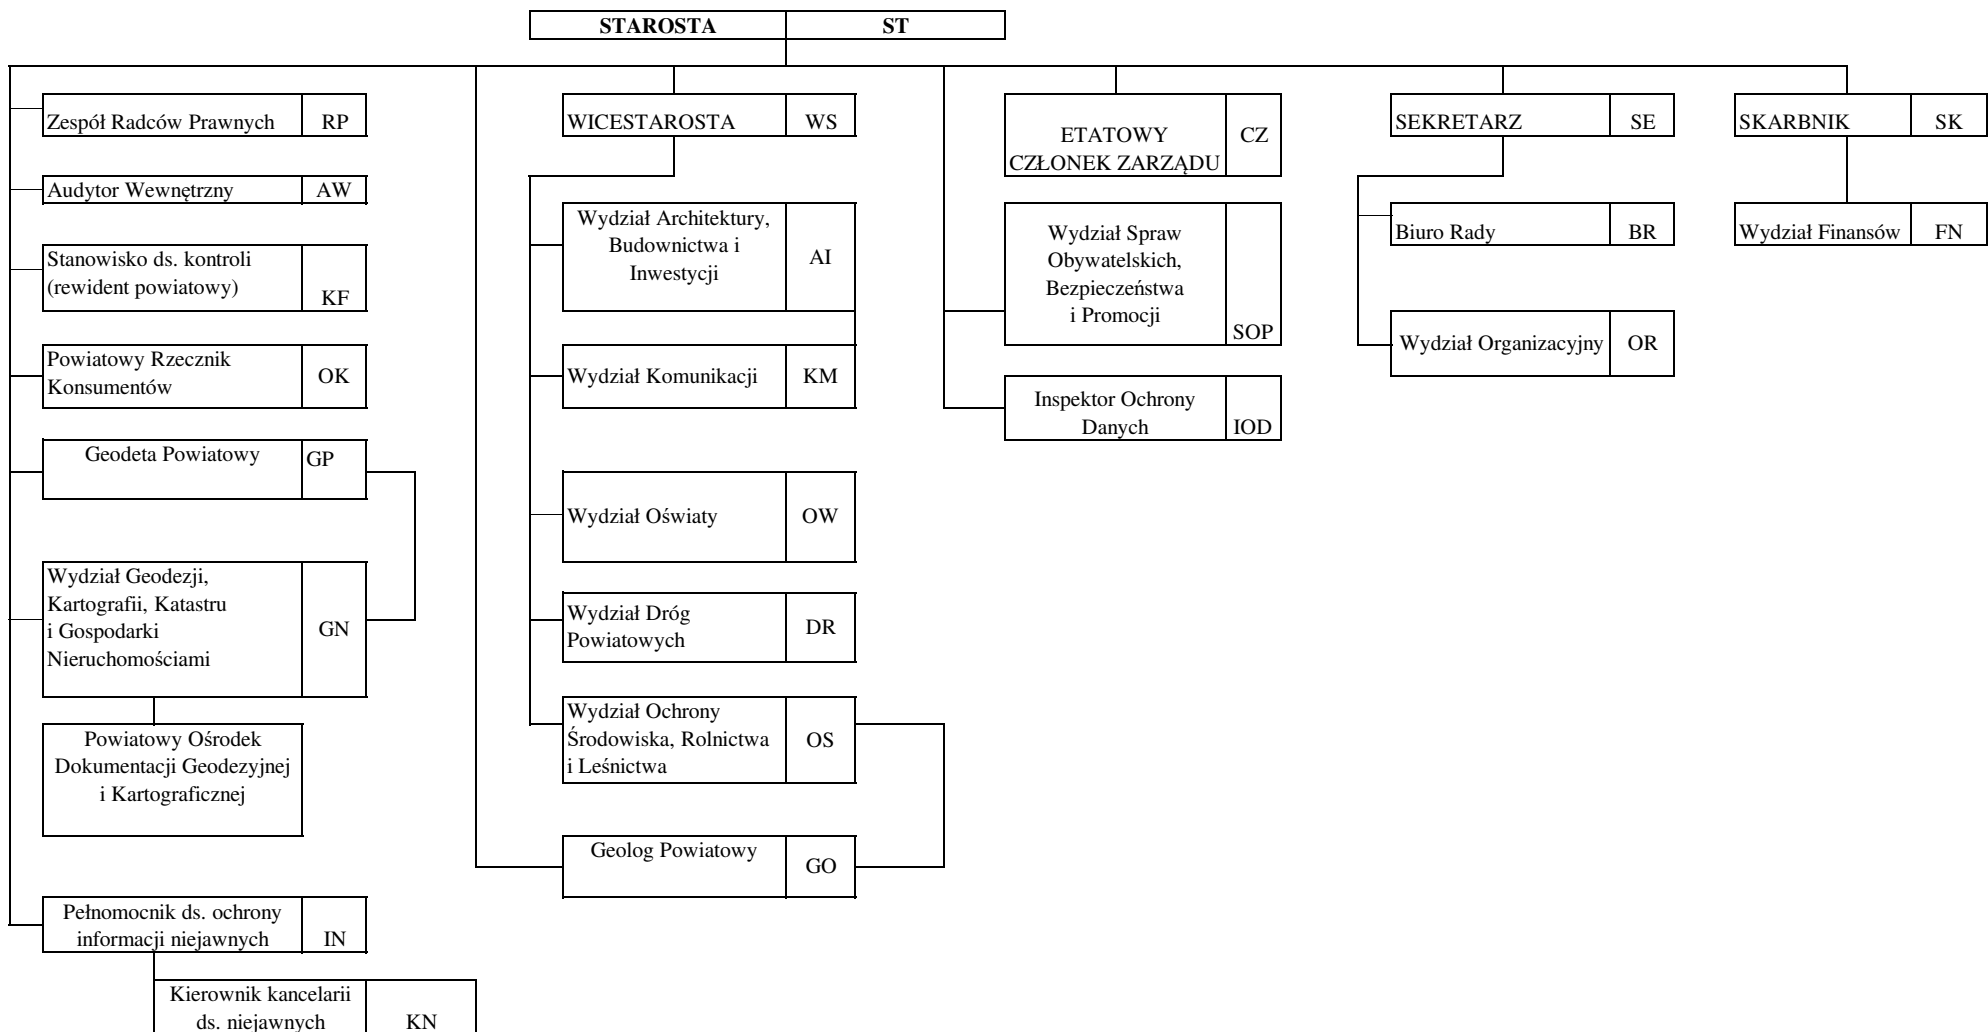 STAROSTA ST
Zespół Radców Prawnych RP
Audytor Wewnętrzny AW
Stanowisko ds. kontroli
(rewident powiatowy) KF
Powiatowy Rzecznik
Konsumentów OK
Geodeta Powiatowy GP
Wydział Geodezji,
Kartografii, Katastru
i Gospodarki
Nieruchomościami
GN
Powiatowy Ośrodek
Dokumentacji Geodezyjnej
i Kartograficznej
Pełnomocnik ds. ochrony
informacji niejawnych IN
Kierownik kancelarii
ds. niejawnych KN
WICESTAROSTA WS
Wydział Architektury,
Budownictwa i
Inwestycji
AI
Wydział Komunikacji KM
Wydział Oświaty OW
Wydział Dróg
Powiatowych
DR
Wydział Ochrony
Środowiska, Rolnictwa
i Leśnictwa
OS
Geolog Powiatowy GO
ETATOWY
CZŁONEK ZARZĄDU
CZ
Wydział Spraw
Obywatelskich,
Bezpieczeństwa
i Promocji
SOP
Inspektor Ochrony
Danych IOD
SEKRETARZ SE
Biuro Rady BR
Wydział Organizacyjny OR
SKARBNIK SK
Wydział Finansów FN